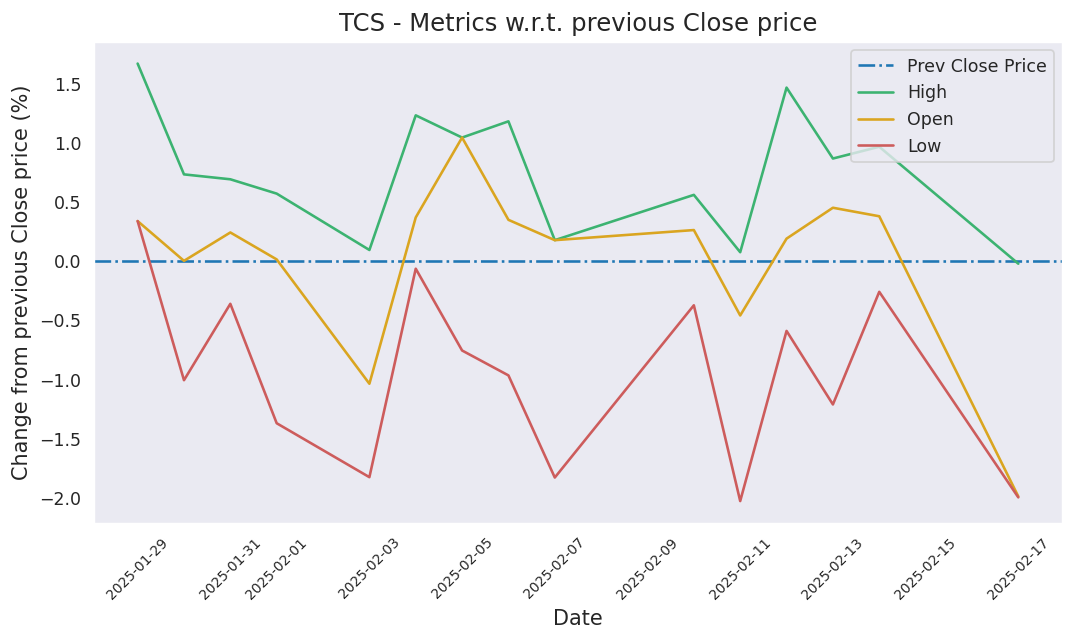 TCS - Metrics w.r.t. previous Close price
Change from previous Close price (%)
1.5
1.0
0.5
0.0
−0.5
−1.0
−1.5
−2.0
Prev Close Price
High
Open
Low
2025-01-29
2025-01-31
2025-02-01
2025-02-03
2025-02-05
2025-02-07
2025-02-09
2025-02-11
2025-02-13
2025-02-15
2025-02-17
Date